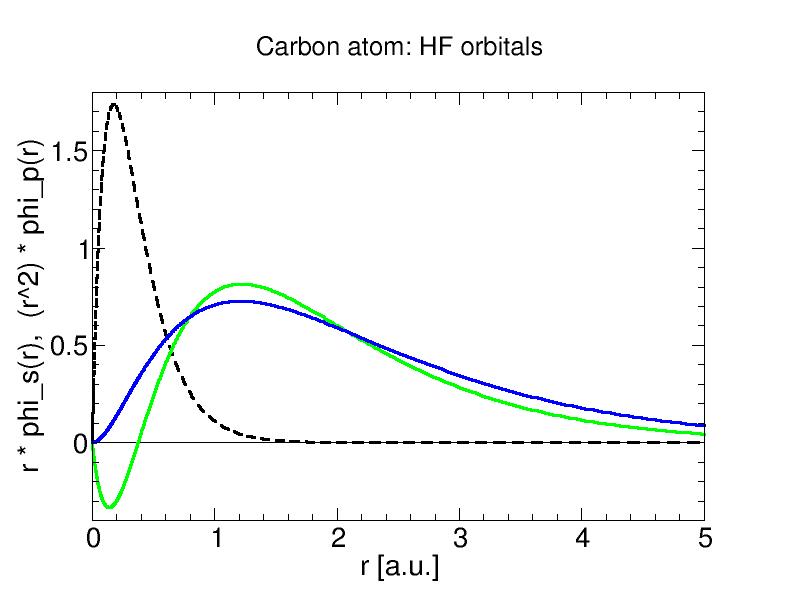 Carbon atom: HF orbitals
r * phi_s(r),  (r^2) * phi_p(r)
1.5
1
0.5
0
0 1 2 3 4 5
r [a.u.]